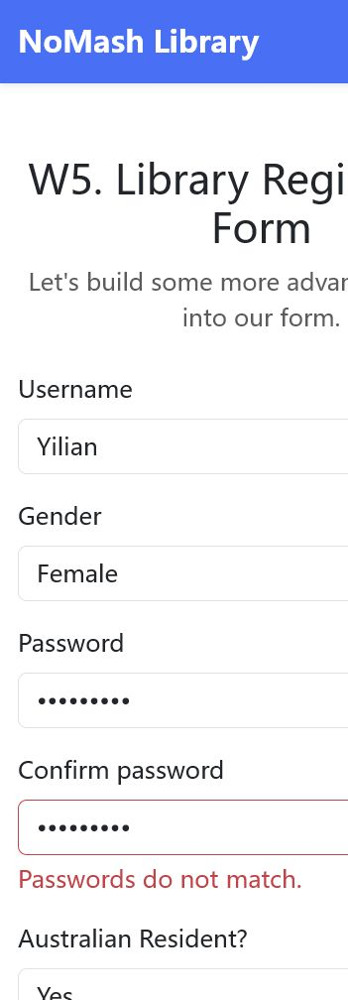 NoMash Library
W5. Library Regi
Form
Let's build some more advan
into our form.
Username
Yilian
Gender
Female
Password
•••••••••
Confirm password
•••••••••
Passwords do not match.
Australian Resident?
Yes